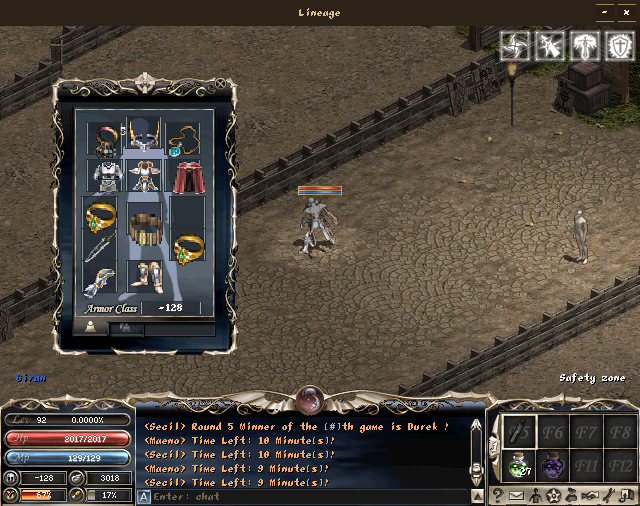 Lineage
Armor Class -128
Giran
Safety zone
Lev. 92 0.0000%
Hp 2017/2017
Mp 129/129
-128 3018
67% 17%
<Secil> Round 5 Winner of the (#)th game is Durek !
<Maeno> Time Left: 10 Minute(s)!
<Secil> Time Left: 10 Minute(s)!
<Maeno> Time Left: 9 Minute(s)!
<Secil> Time Left: 9 Minute(s)!
A Enter: chat
F5 F6 F7 F8
27 F11 F12